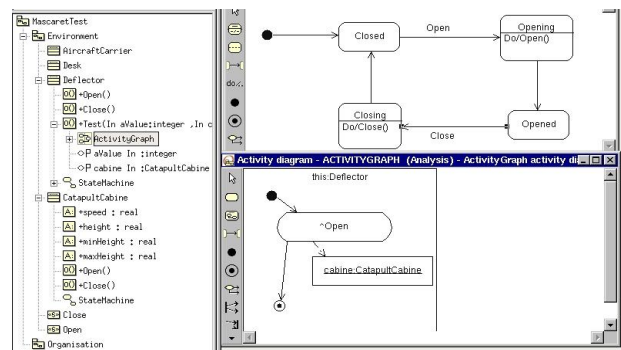 MascaretTest
Environment
AircraftCarrier
Desk
Deflector
+Open()
+Close()
+Test(In aValue:integer ,In c
ActivityGraph
aValue In :integer
cabine In :CatapultCabine
StateMachine
CatapultCabine
+speed : real
+height : real
+minHeight : real
+maxHeight : real
+Open()
+Close()
StateMachine
Close
Open
Organisation
Closed
Open
Opening
Do/Open()
Closing
Do/Close()
Close
Opened
do:
Activity diagram - ACTIVITYGRAPH (Analysis) - ActivityGraph activity di
this:Deflector
^Open
cabine:CatapultCabine